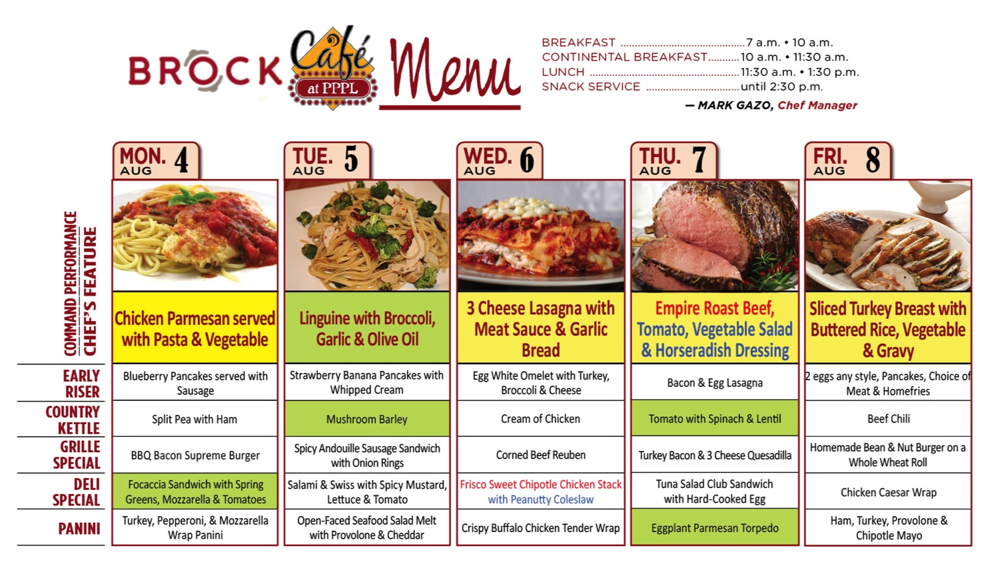 BROCK
Café
at PPPL
Menu
BREAKFAST ............................................7 a.m. • 10 a.m.
CONTINENTAL BREAKFAST...........10 a.m. • 11:30 a.m.
LUNCH .....................................................11:30 a.m. • 1:30 p.m.
SNACK SERVICE .................................until 2:30 p.m.
— MARK GAZO, Chef Manager
MON. 4
AUG
TUE. 5
AUG
WED. 6
AUG
THU. 7
AUG
FRI. 8
AUG
COMMAND PERFORMANCE
CHEF'S FEATURE
Chicken Parmesan served
with Pasta & Vegetable
Linguine with Broccoli,
Garlic & Olive Oil
3 Cheese Lasagna with
Meat Sauce & Garlic
Bread
Empire Roast Beef,
Tomato, Vegetable Salad
& Horseradish Dressing
Sliced Turkey Breast with
Buttered Rice, Vegetable
& Gravy
EARLY
RISER
Blueberry Pancakes served with
Sausage
Strawberry Banana Pancakes with
Whipped Cream
Egg White Omelet with Turkey,
Broccoli & Cheese
Bacon & Egg Lasagna
2 eggs any style, Pancakes, Choice of
Meat & Homefries
COUNTRY
KETTLE
Split Pea with Ham
Mushroom Barley
Cream of Chicken
Tomato with Spinach & Lentil
Beef Chili
GRILLE
SPECIAL
BBQ Bacon Supreme Burger
Spicy Andouille Sausage Sandwich
with Onion Rings
Corned Beef Reuben
Turkey Bacon & 3 Cheese Quesadilla
Homemade Bean & Nut Burger on a
Whole Wheat Roll
DELI
SPECIAL
Focaccia Sandwich with Spring
Greens, Mozzarella & Tomatoes
Salami & Swiss with Spicy Mustard,
Lettuce & Tomato
Frisco Sweet Chipotle Chicken Stack
with Peanutty Coleslaw
Tuna Salad Club Sandwich
with Hard-Cooked Egg
Chicken Caesar Wrap
PANINI
Turkey, Pepperoni, & Mozzarella
Wrap Panini
Open-Faced Seafood Salad Melt
with Provolone & Cheddar
Crispy Buffalo Chicken Tender Wrap
Eggplant Parmesan Torpedo
Ham, Turkey, Provolone &
Chipotle Mayo